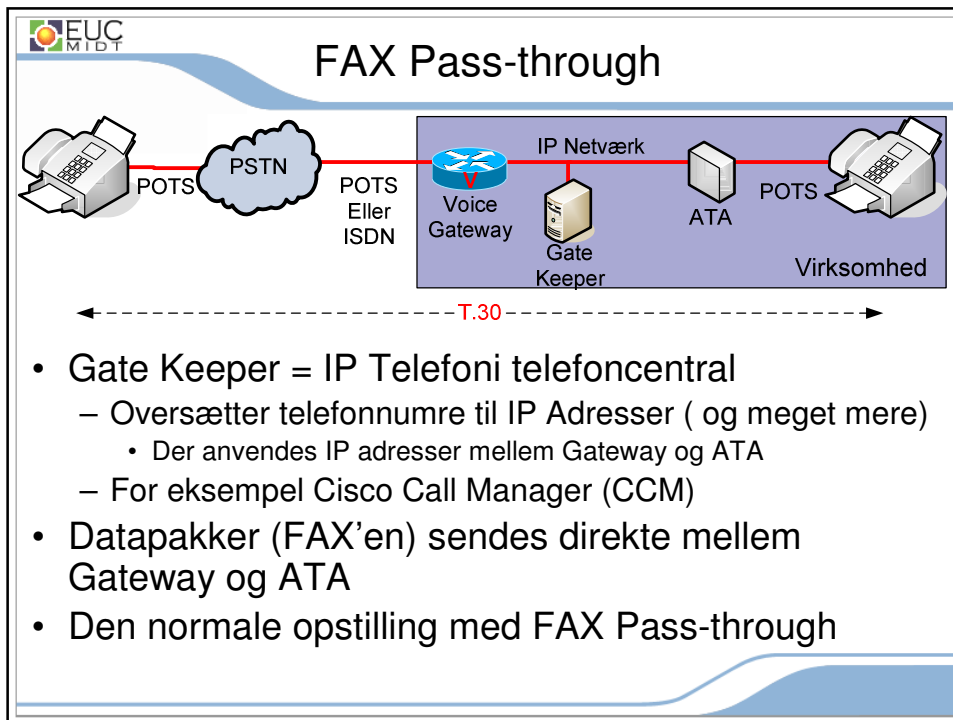 EUC
MIDT
FAX Pass-through
POTS
PSTN
POTS
Eller
ISDN
V
Voice
Gateway
IP Netværk
Gate
Keeper
ATA
POTS
Virksomhed
T.30
• Gate Keeper = IP Telefoni telefoncentral
– Oversætter telefonnumre til IP Adresser ( og meget mere)
• Der anvendes IP adresser mellem Gateway og ATA
– For eksempel Cisco Call Manager (CCM)
• Datapakker (FAX'en) sendes direkte mellem
Gateway og ATA
• Den normale opstilling med FAX Pass-through